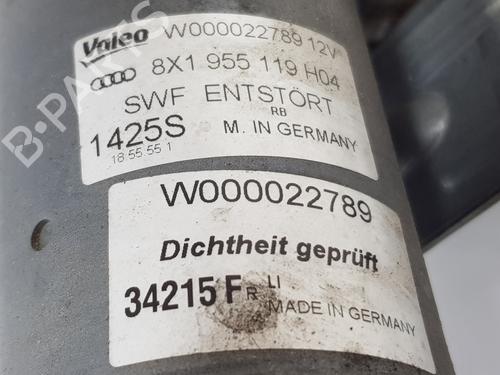 Valeo W000022789 12V
8X1 955 119 H04
SWF ENTSTÖRT
RB
1425S M. IN GERMANY
18 55 55 1
W000022789
Dichtheit geprüft
34215 F R LI
MADE IN GERMANY
B-PARTS